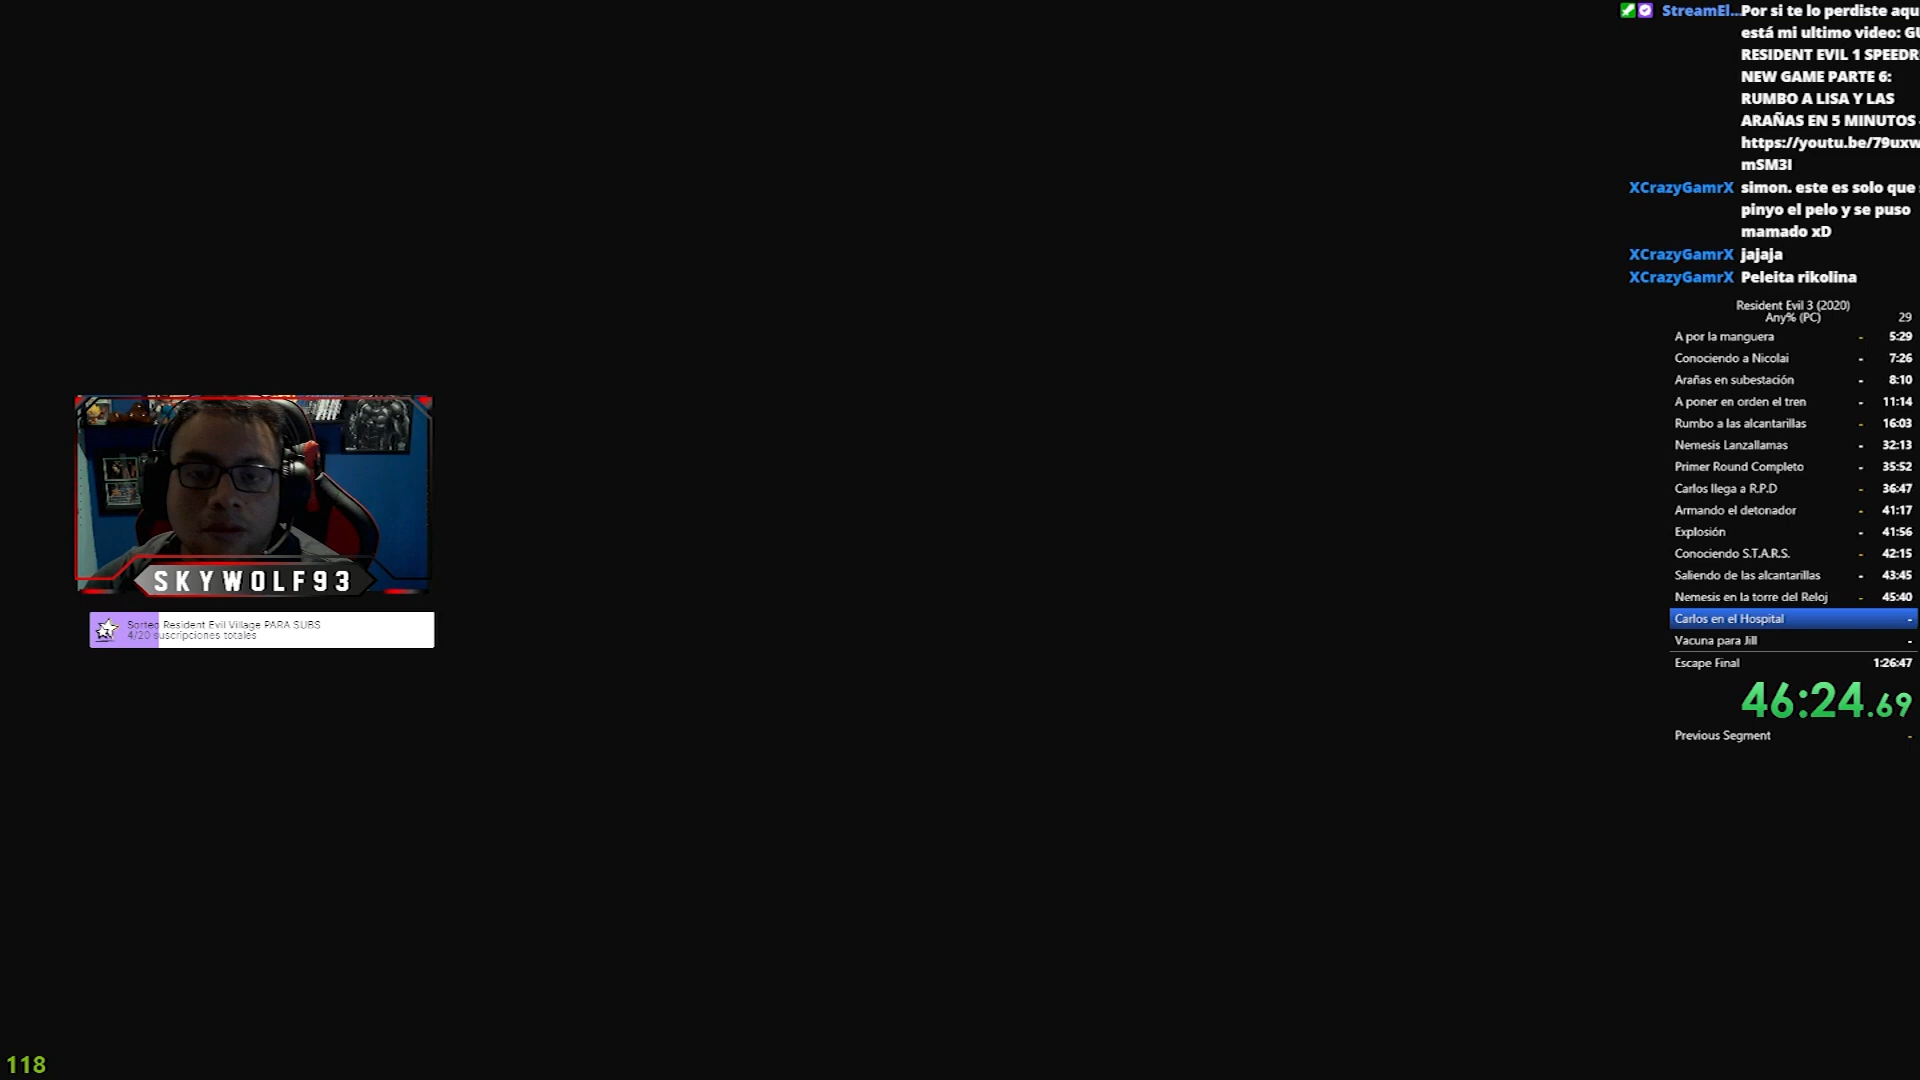 StreamEl... Por si te lo perdiste aqu
está mi ultimo video: GU
RESIDENT EVIL 1 SPEEDR
NEW GAME PARTE 6:
RUMBO A LISA Y LAS
ARAÑAS EN 5 MINUTOS -
https://youtu.be/79uxw
mSM3I
XCrazyGamrX simon. este es solo que s
pinyo el pelo y se puso
mamado xD
XCrazyGamrX jajaja
XCrazyGamrX Peleita rikolina
Resident Evil 3 (2020)
Any% (PC) 29
A por la manguera - 5:29
Conociendo a Nicolai - 7:26
Arañas en subestación - 8:10
A poner en orden el tren - 11:14
Rumbo a las alcantarillas - 16:03
Nemesis Lanzallamas - 32:13
Primer Round Completo - 35:52
Carlos llega a R.P.D - 36:47
Armando el detonador - 41:17
Explosión - 41:56
Conociendo S.T.A.R.S. - 42:15
Saliendo de las alcantarillas - 43:45
Nemesis en la torre del Reloj - 45:40
Carlos en el Hospital -
Vacuna para Jill -
Escape Final 1:26:47
46:24.69
Previous Segment -
SKYWOLF93
Sorteo Resident Evil Village PARA SUBS
4/20 suscripciones totales
118